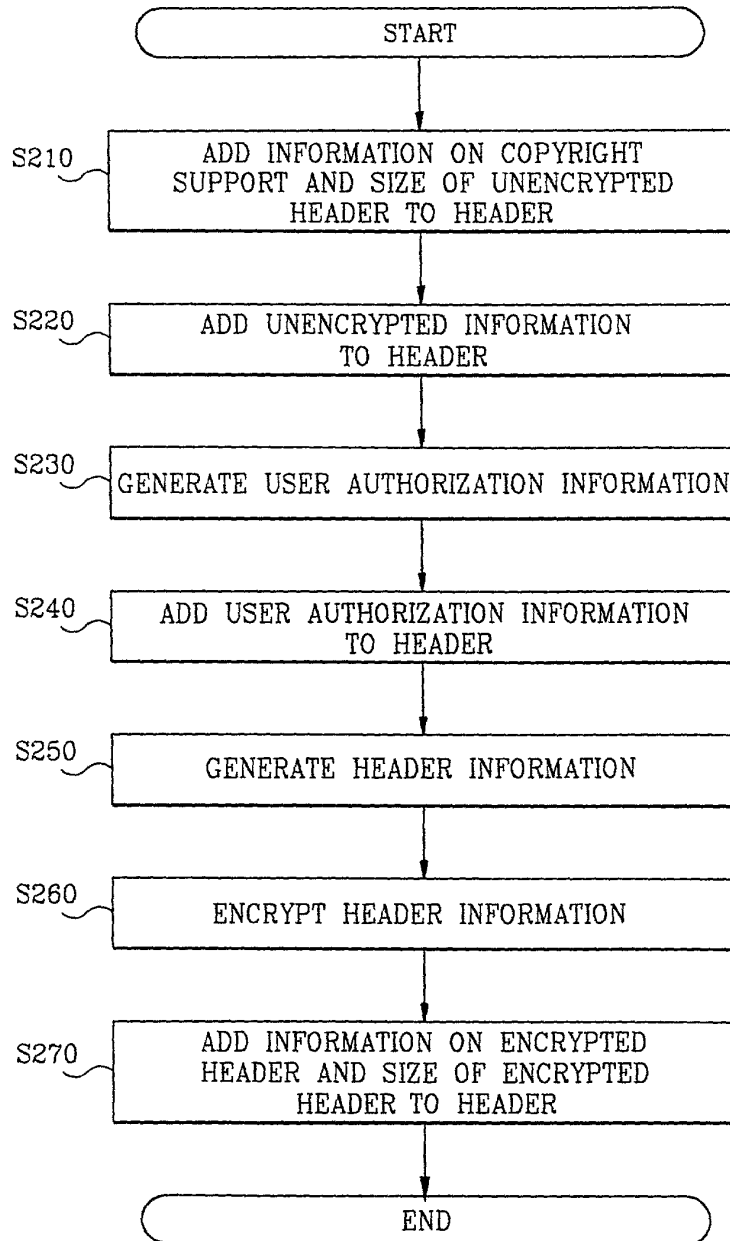 START
S210
ADD INFORMATION ON COPYRIGHT
SUPPORT AND SIZE OF UNENCRYPTED
HEADER TO HEADER
S220
ADD UNENCRYPTED INFORMATION
TO HEADER
S230
GENERATE USER AUTHORIZATION INFORMATION
S240
ADD USER AUTHORIZATION INFORMATION
TO HEADER
S250
GENERATE HEADER INFORMATION
S260
ENCRYPT HEADER INFORMATION
S270
ADD INFORMATION ON ENCRYPTED
HEADER AND SIZE OF ENCRYPTED
HEADER TO HEADER
END